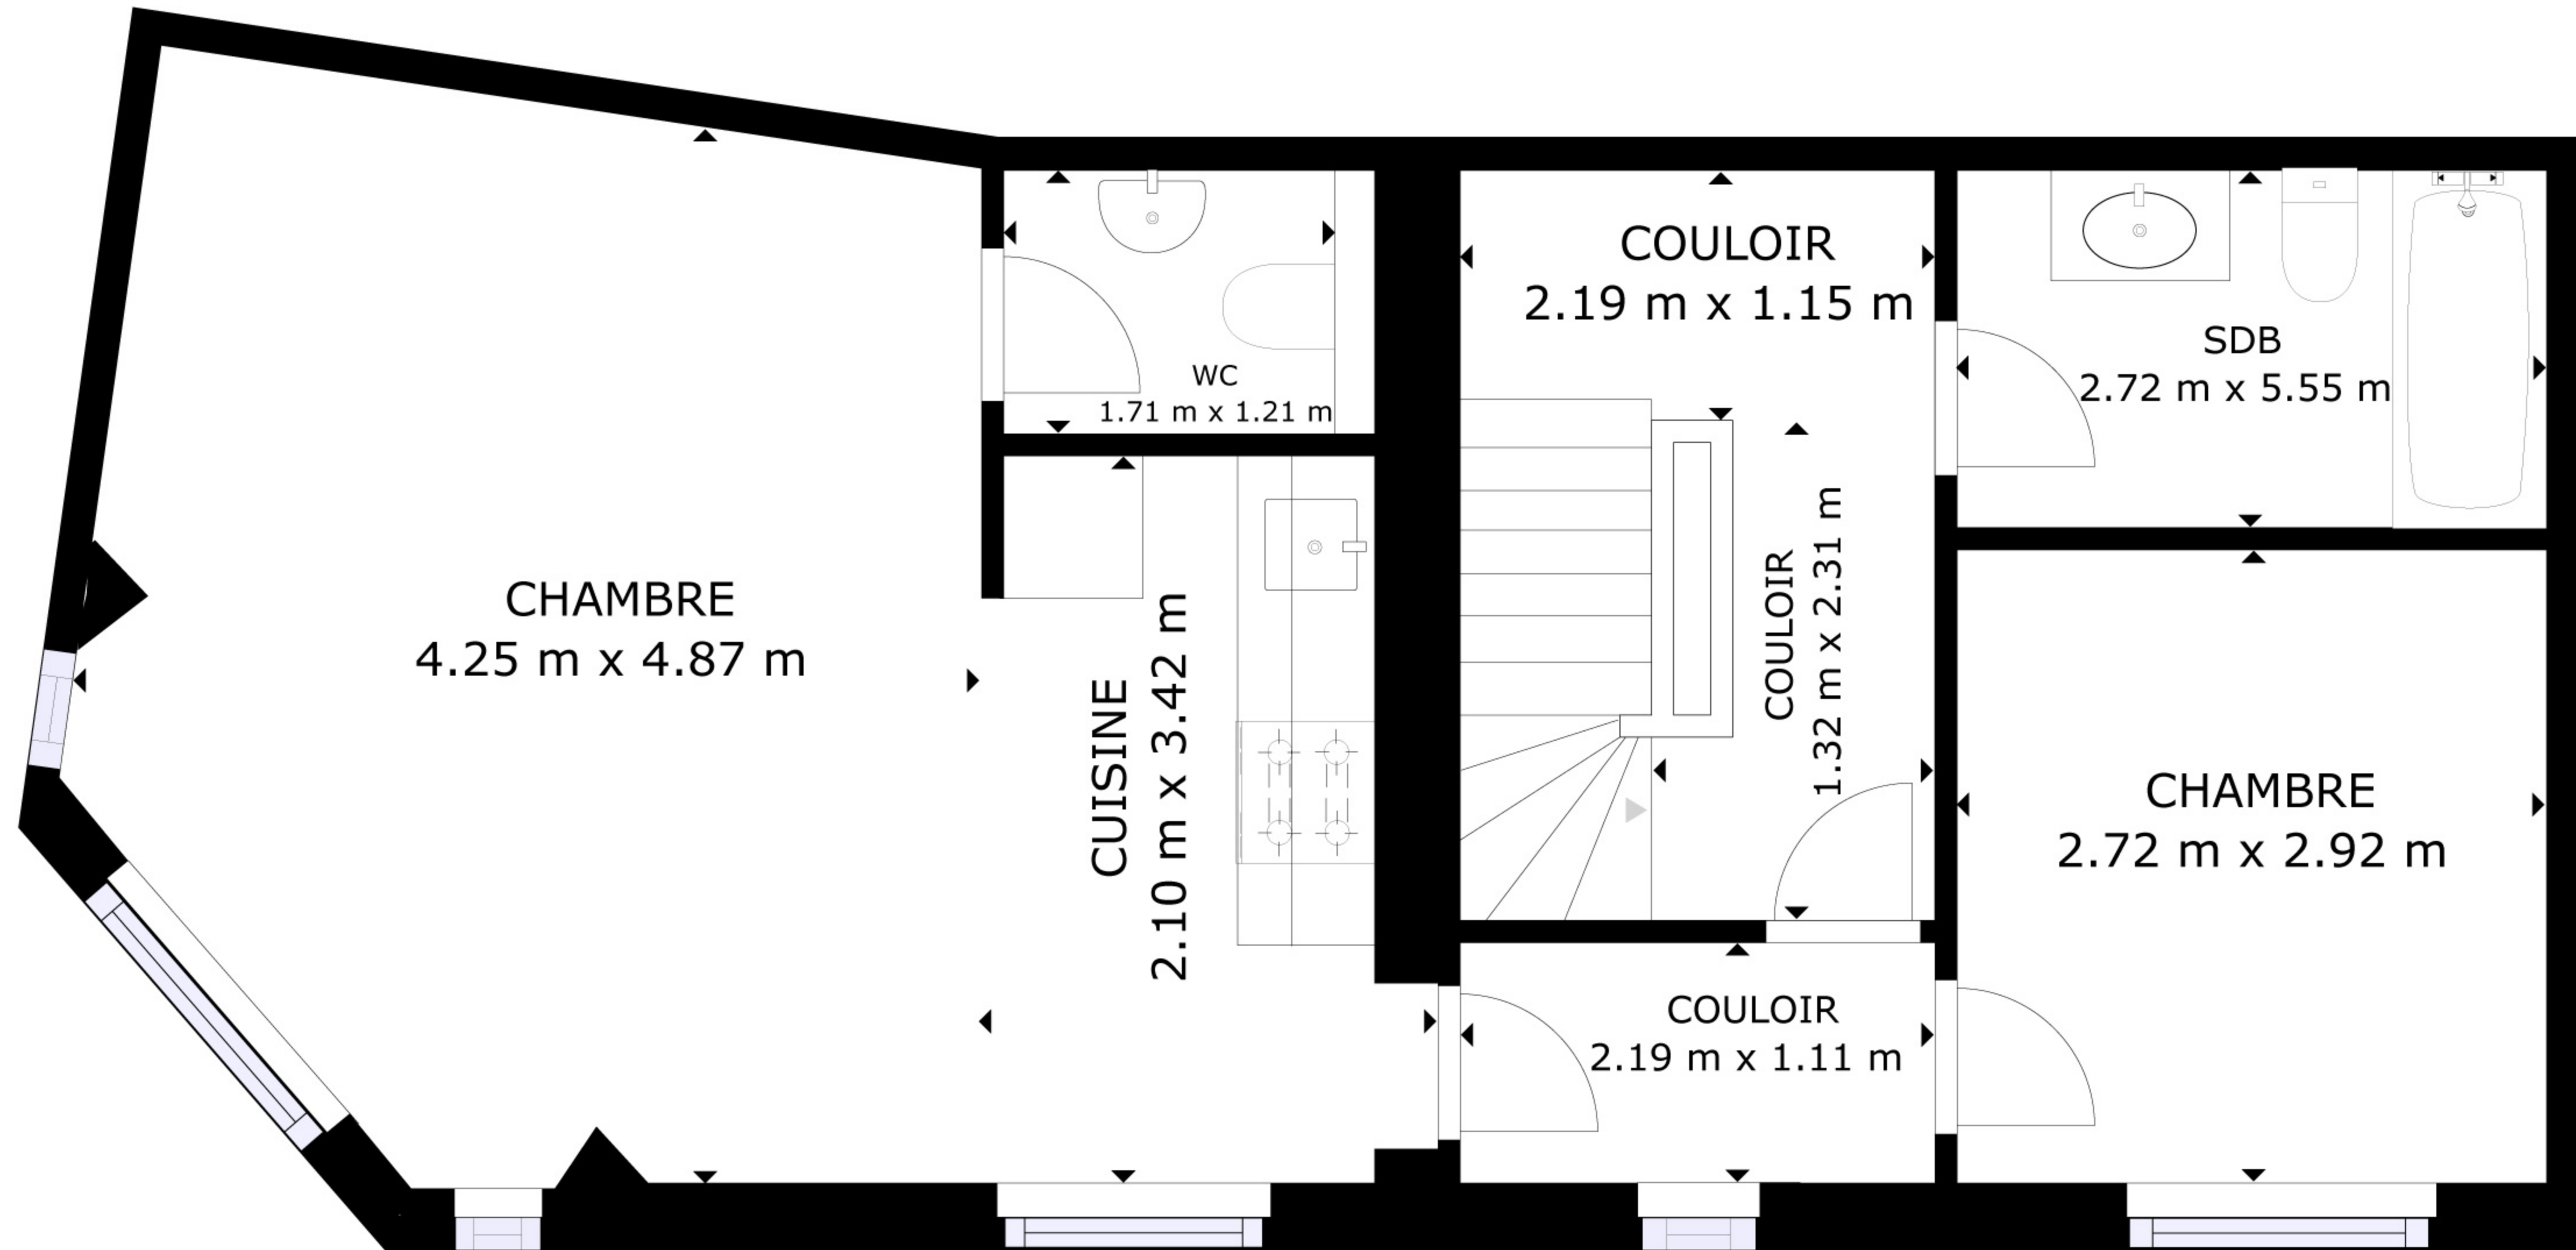 CHAMBRE
4.25 m x 4.87 m
WC
1.71 m x 1.21 m
CUISINE
2.10 m x 3.42 m
COULOIR
2.19 m x 1.15 m
COULOIR
1.32 m x 2.31 m
COULOIR
2.19 m x 1.11 m
SDB
2.72 m x 5.55 m
CHAMBRE
2.72 m x 2.92 m